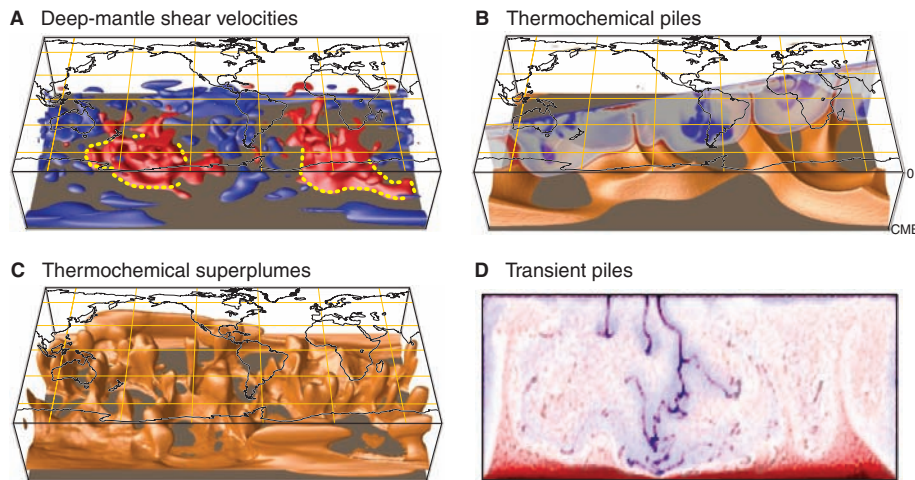 A Deep-mantle shear velocities
B Thermochemical piles
0
CMB
C Thermochemical superplumes
D Transient piles